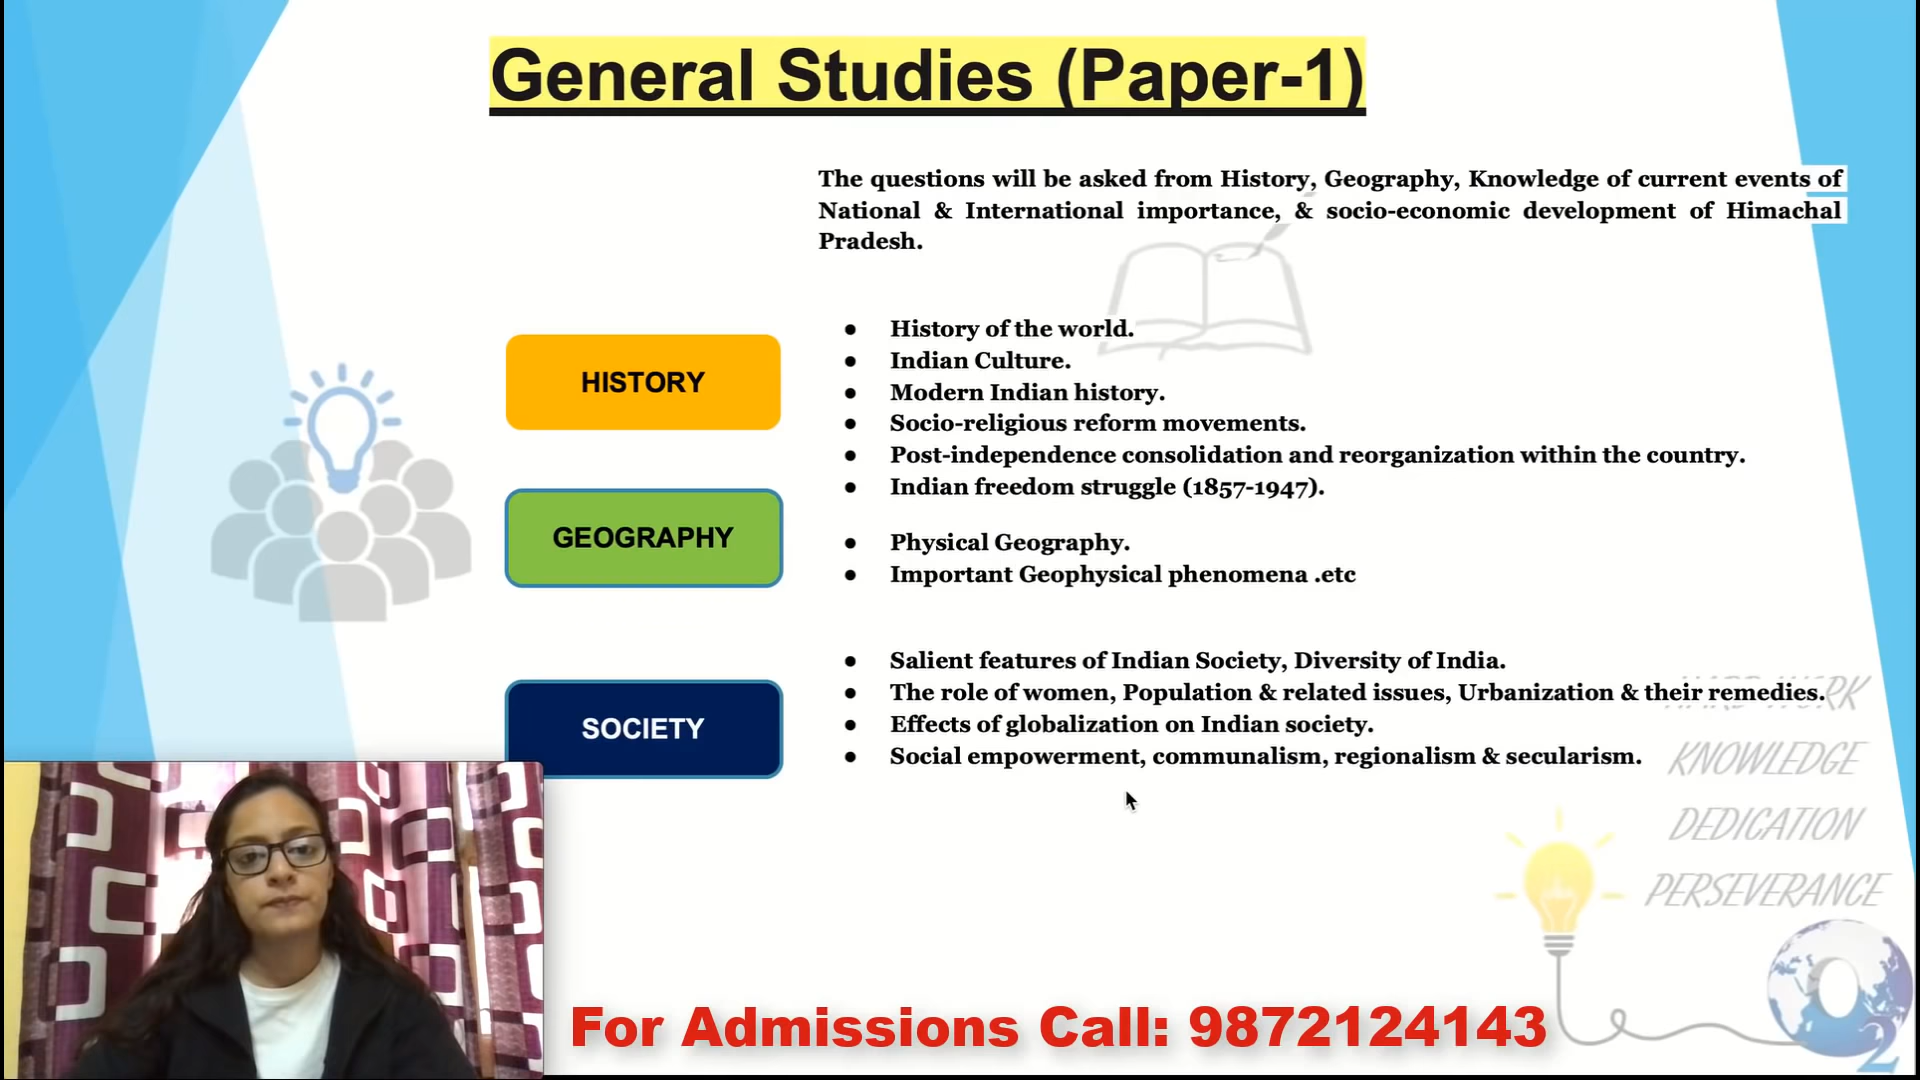 General Studies (Paper-1)
The questions will be asked from History, Geography, Knowledge of current events of
National & International importance, & socio-economic development of Himachal
Pradesh.
HISTORY
● History of the world.
● Indian Culture.
● Modern Indian history.
● Socio-religious reform movements.
● Post-independence consolidation and reorganization within the country.
● Indian freedom struggle (1857-1947).
GEOGRAPHY
● Physical Geography.
● Important Geophysical phenomena .etc
SOCIETY
● Salient features of Indian Society, Diversity of India.
● The role of women, Population & related issues, Urbanization & their remedies.
● Effects of globalization on Indian society.
● Social empowerment, communalism, regionalism & secularism.
HARD WORK
KNOWLEDGE
DEDICATION
PERSEVERANCE
O2
For Admissions Call: 9872124143